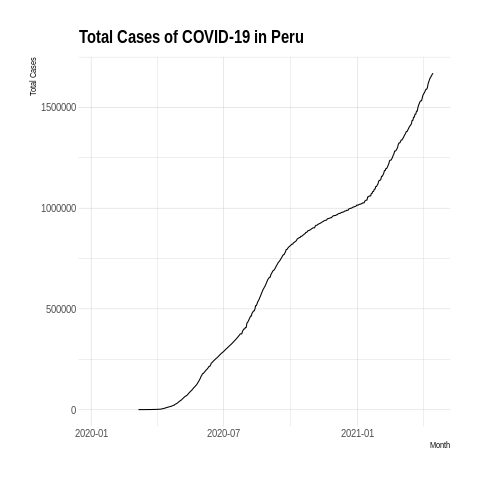 Total Cases of COVID-19 in Peru
Total Cases
1500000
1000000
500000
0
2020-01
2020-07
2021-01
Month